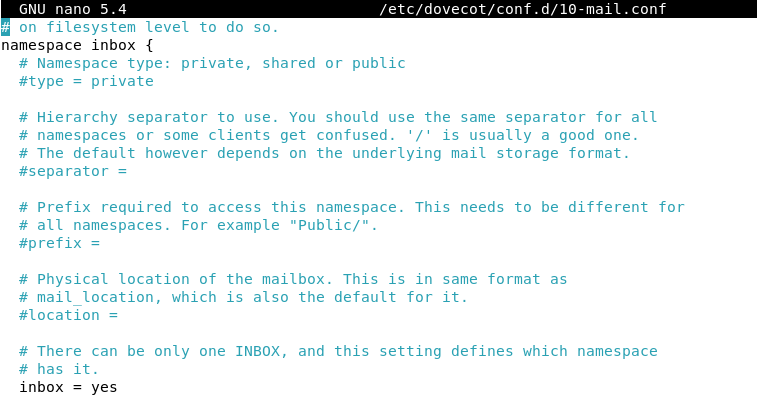 GNU nano 5.4 /etc/dovecot/conf.d/10-mail.conf
# on filesystem level to do so.
namespace inbox {
# Namespace type: private, shared or public
#type = private
# Hierarchy separator to use. You should use the same separator for all
# namespaces or some clients get confused. '/' is usually a good one.
# The default however depends on the underlying mail storage format.
#separator =
# Prefix required to access this namespace. This needs to be different for
# all namespaces. For example "Public/".
#prefix =
# Physical location of the mailbox. This is in same format as
# mail_location, which is also the default for it.
#location =
# There can be only one INBOX, and this setting defines which namespace
# has it.
inbox = yes